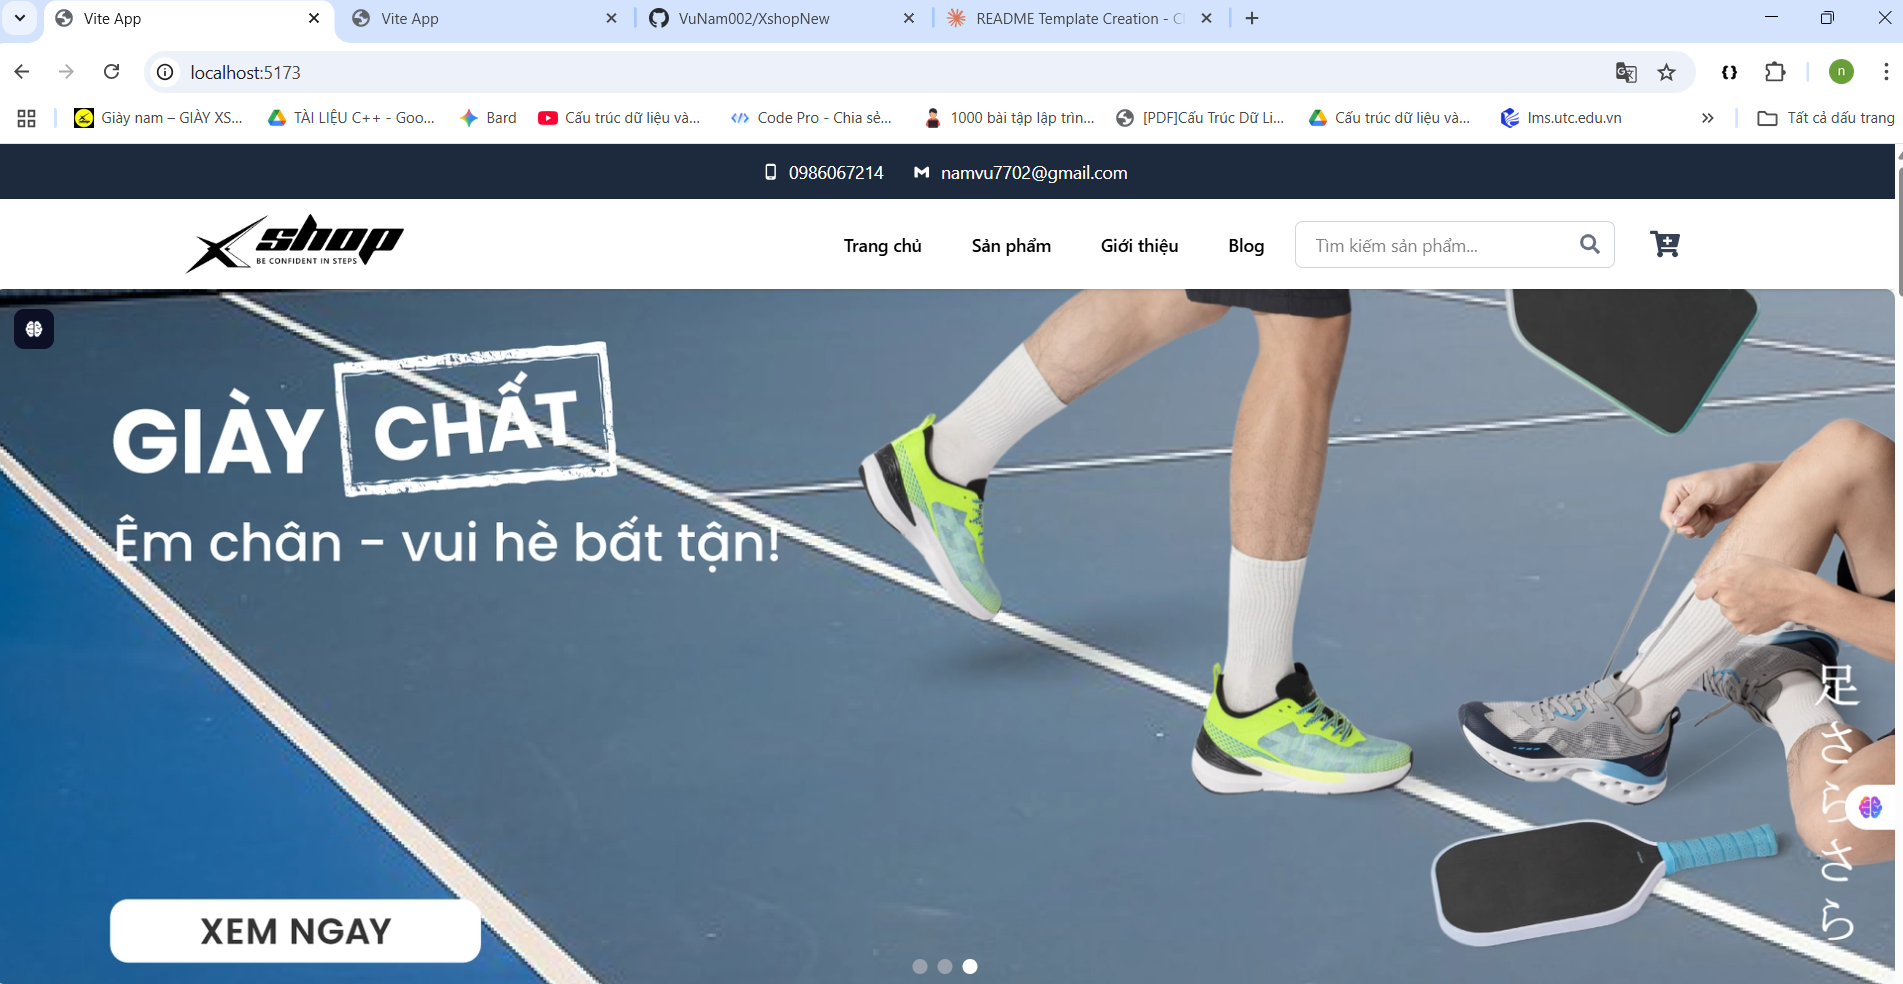 Vite App
Vite App
VuNam002/XshopNew
README Template Creation - Cl
localhost:5173
n
Giày nam – GIÀY XS...
TÀI LIỆU C++ - Goo...
Bard
Cấu trúc dữ liệu và...
Code Pro - Chia sẻ...
1000 bài tập lập trìn...
[PDF]Cấu Trúc Dữ Li...
Cấu trúc dữ liệu và...
lms.utc.edu.vn
Tất cả dấu trang
0986067214
namvu7702@gmail.com
X shop
BE CONFIDENT IN STEPS
Trang chủ
Sản phẩm
Giới thiệu
Blog
Tìm kiếm sản phẩm...
GIÀY CHẤT
Êm chân - vui hè bất tận!
足さらさら
XEM NGAY